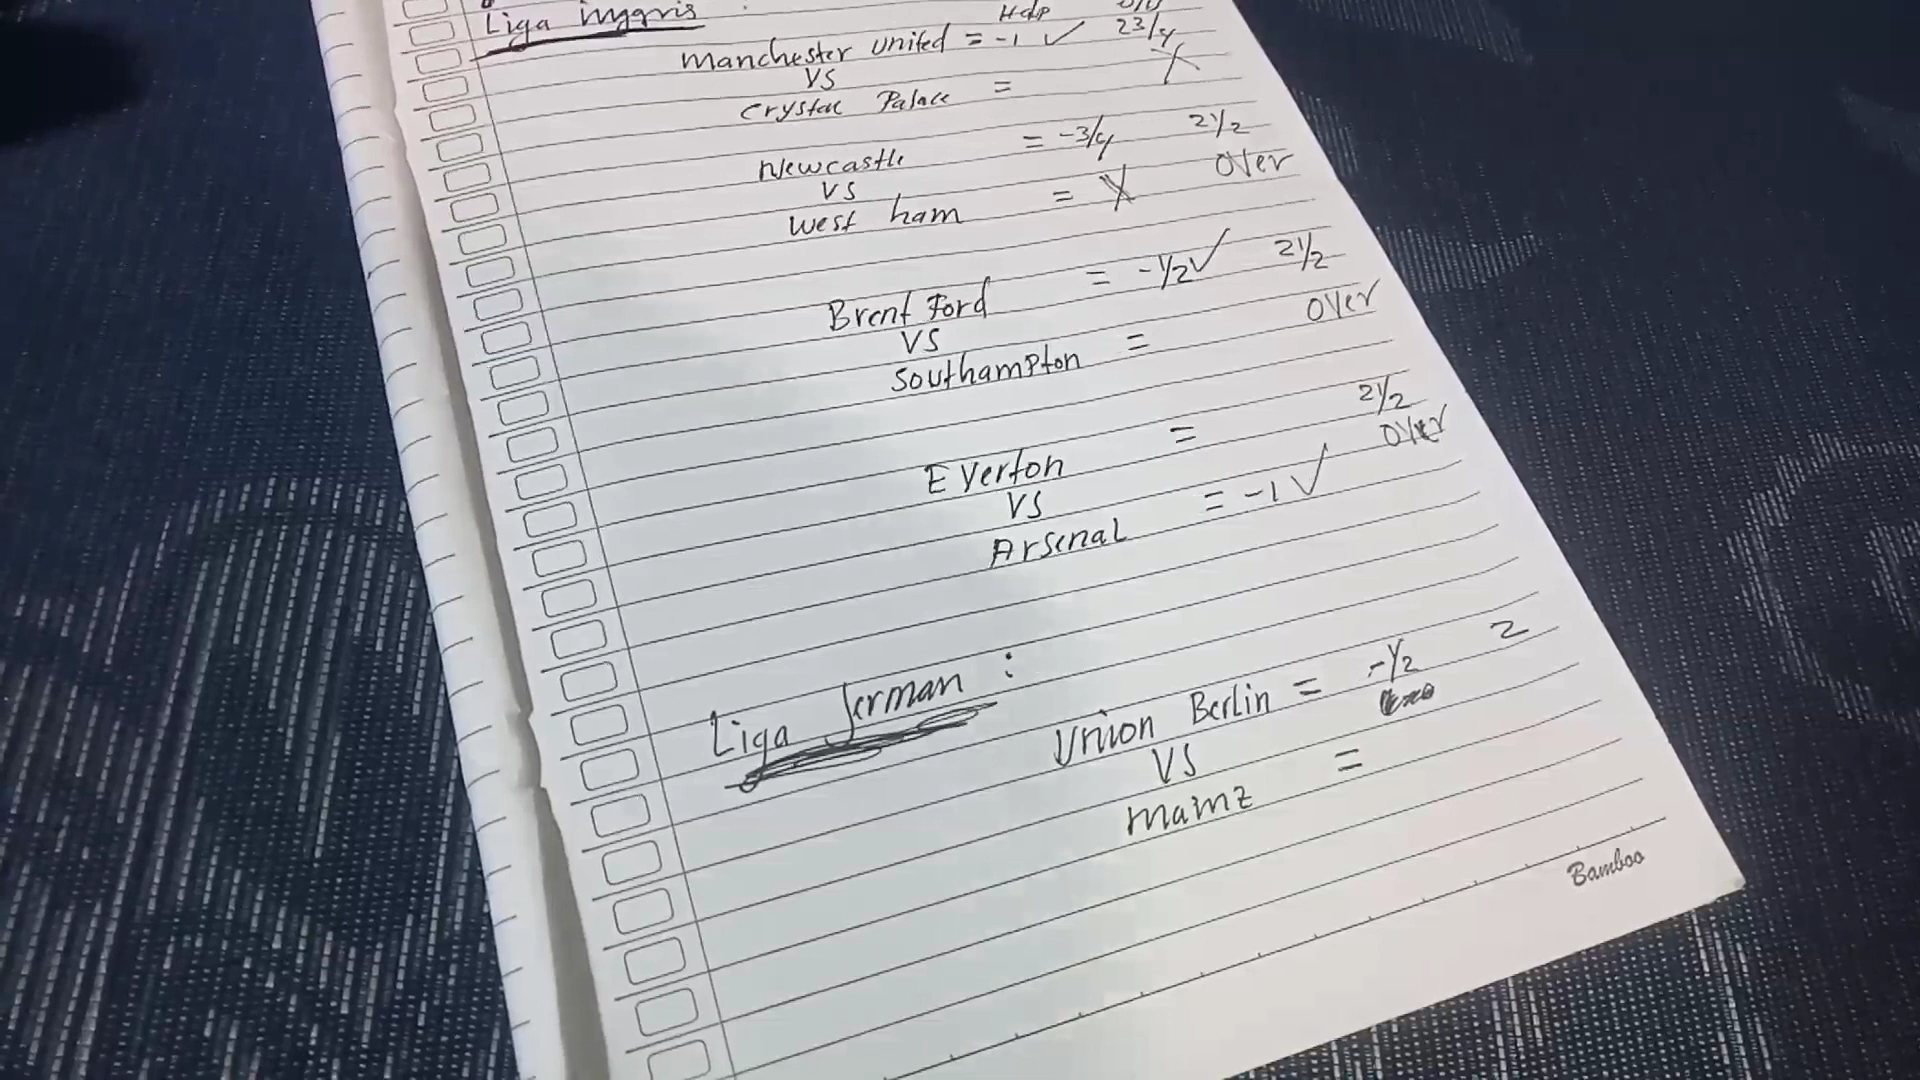 Liga inggris :
Hdp
Manchester United = -1 ✓ 2 3/4
VS X
Crystal Palace =
Newcastle = -3/4 2 1/2
VS Over
West ham = X
Brent Ford = -1/2 ✓ 2 1/2
VS Over
Southampton =
Everton = 2 1/2
VS Over
Arsenal = -1 ✓
Liga Jerman :
Union Berlin = -1/2 2
VS
Mainz =
Bamboo